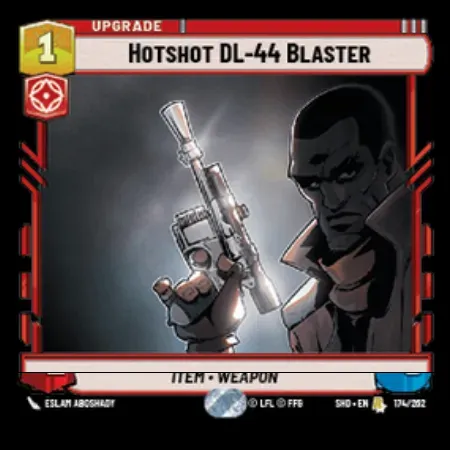 UPGRADE
1
HOTSHOT DL-44 BLASTER
ITEM • WEAPON
ESLAM ABOSHADY
© LFL © FFG
SHD • EN
174/262